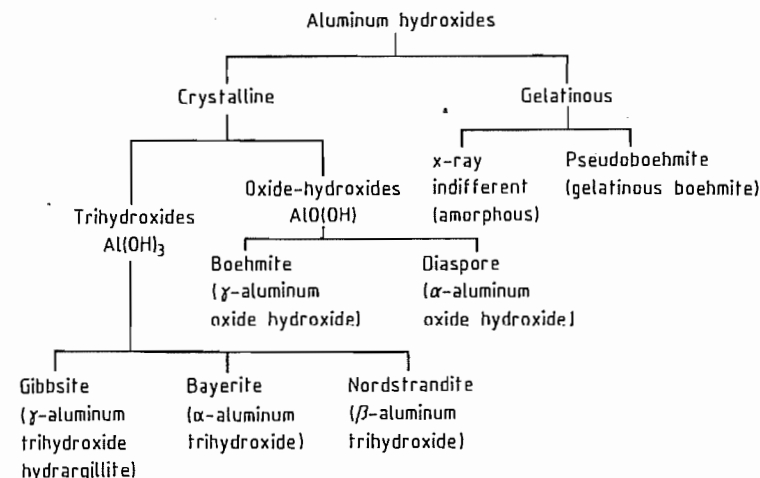 Aluminum hydroxides
Crystalline
Gelatinous
x-ray
indifferent
(amorphous)
Pseudoboehmite
(gelatinous boehmite)
Trihydroxides
Al(OH)₃
Oxide-hydroxides
AlO(OH)
Boehmite
(γ-aluminum
oxide hydroxide)
Diaspore
(α-aluminum
oxide hydroxide)
Gibbsite
(γ-aluminum
trihydroxide
hydrargillite)
Bayerite
(α-aluminum
trihydroxide)
Nordstrandite
(β-aluminum
trihydroxide)